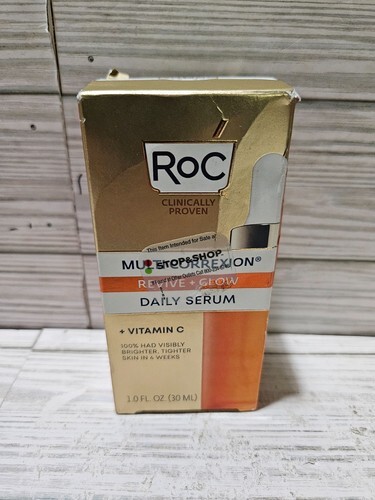 RoC
CLINICALLY
PROVEN
This Item Intended for Sale at
STOP&SHOP
MULTI CORREXION®
REVIVE + GLOW
DAILY SERUM
+ VITAMIN C
100% HAD VISIBLY
BRIGHTER, TIGHTER
SKIN IN 4 WEEKS
1.0 FL. OZ (30 ML)